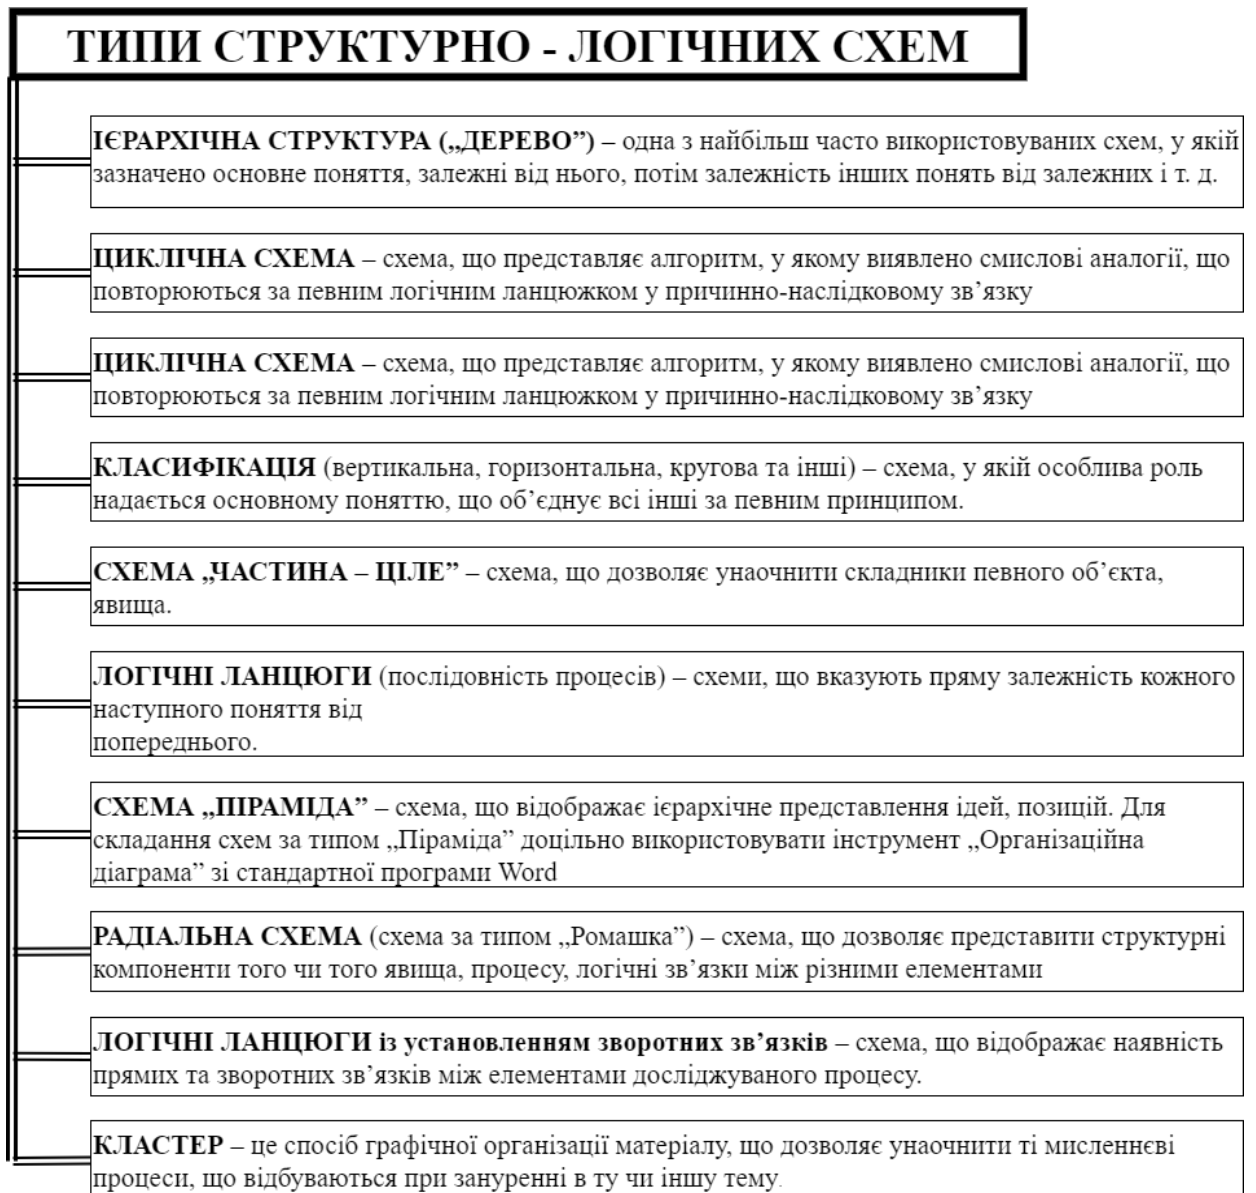 ТИПИ СТРУКТУРНО - ЛОГІЧНИХ СХЕМ
ІЄРАРХІЧНА СТРУКТУРА („ДЕРЕВО”) – одна з найбільш часто використовуваних схем, у якій
зазначено основне поняття, залежні від нього, потім залежність інших понять від залежних і т. д.
ЦИКЛІЧНА СХЕМА – схема, що представляє алгоритм, у якому виявлено смислові аналогії, що
повторюються за певним логічним ланцюжком у причинно-наслідковому зв’язку
ЦИКЛІЧНА СХЕМА – схема, що представляє алгоритм, у якому виявлено смислові аналогії, що
повторюються за певним логічним ланцюжком у причинно-наслідковому зв’язку
КЛАСИФІКАЦІЯ (вертикальна, горизонтальна, кругова та інші) – схема, у якій особлива роль
надається основному поняттю, що об’єднує всі інші за певним принципом.
СХЕМА „ЧАСТИНА – ЦІЛЕ” – схема, що дозволяє унаочнити складники певного об’єкта,
явища.
ЛОГІЧНІ ЛАНЦЮГИ (послідовність процесів) – схеми, що вказують пряму залежність кожного
наступного поняття від
попереднього.
СХЕМА „ПІРАМІДА” – схема, що відображає ієрархічне представлення ідей, позицій. Для
складання схем за типом „Піраміда” доцільно використовувати інструмент „Організаційна
діаграма” зі стандартної програми Word
РАДІАЛЬНА СХЕМА (схема за типом „Ромашка”) – схема, що дозволяє представити структурні
компоненти того чи того явища, процесу, логічні зв’язки між різними елементами
ЛОГІЧНІ ЛАНЦЮГИ із установленням зворотних зв’язків – схема, що відображає наявність
прямих та зворотних зв’язків між елементами досліджуваного процесу.
КЛАСТЕР – це спосіб графічної організації матеріалу, що дозволяє унаочнити ті мисленнєві
процеси, що відбуваються при зануренні в ту чи іншу тему.